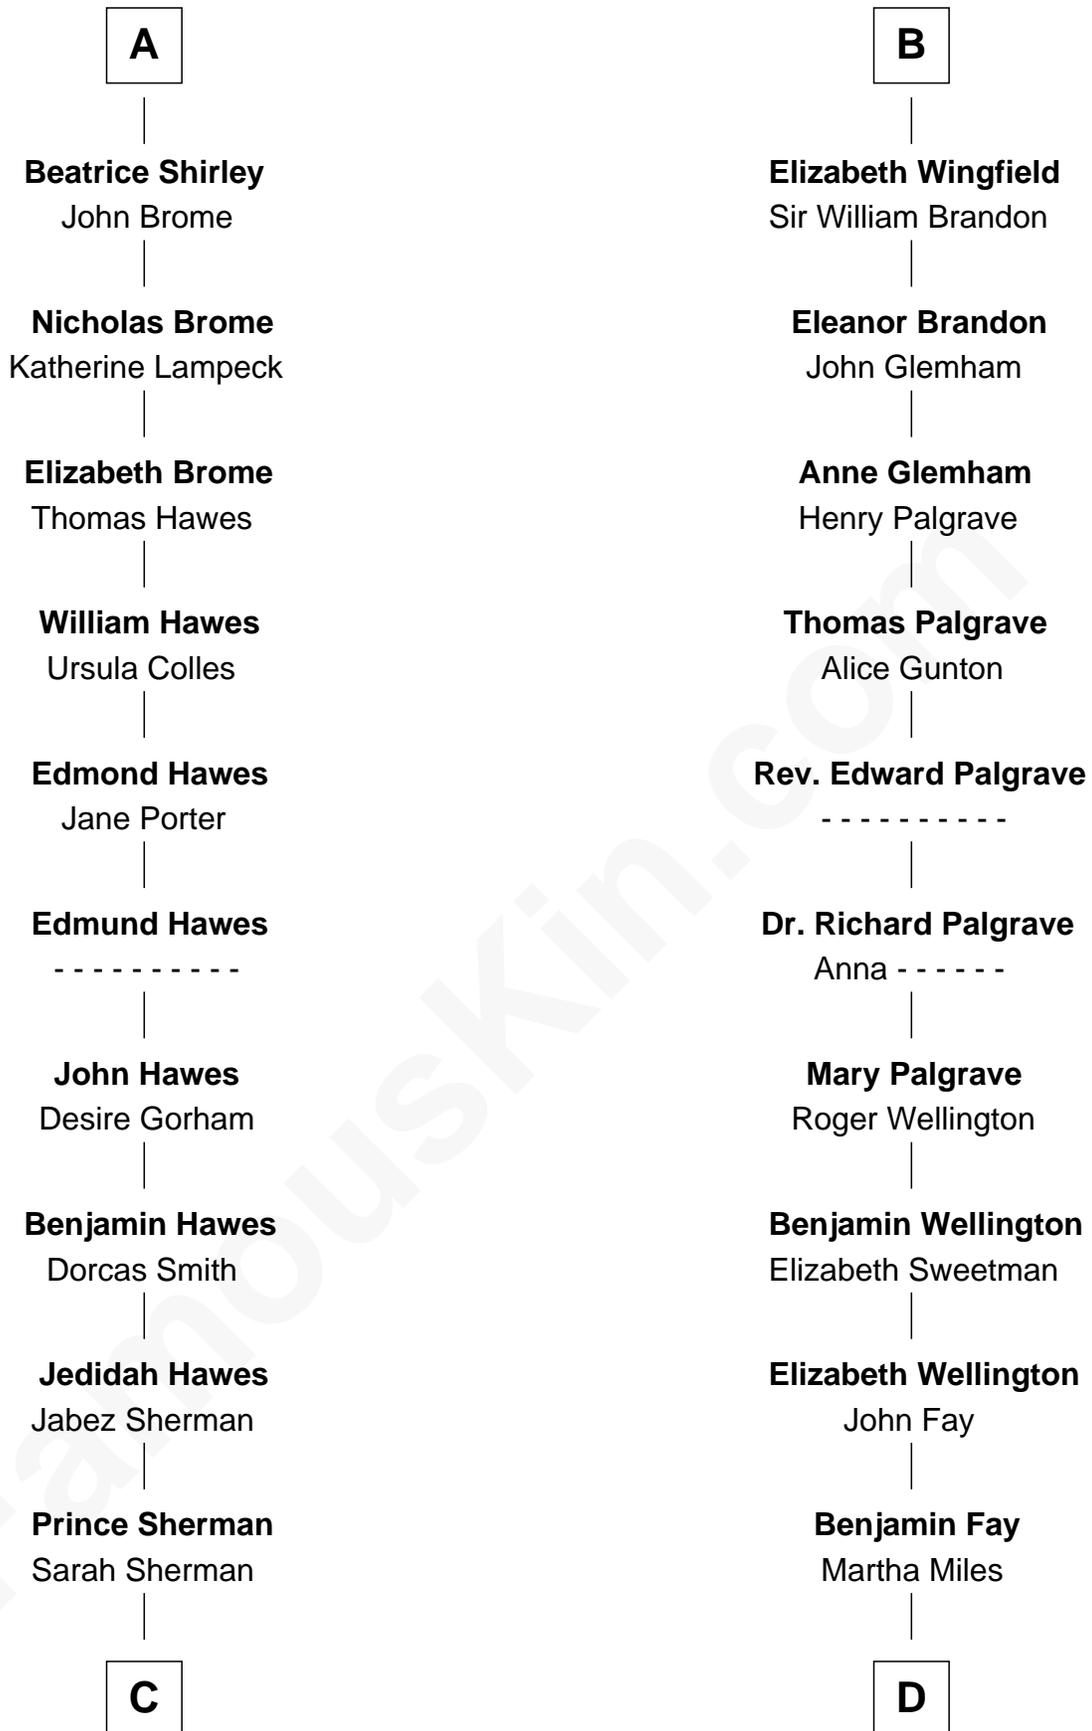 A
Beatrice Shirley
John Brome
Nicholas Brome
Katherine Lampeck
Elizabeth Brome
Thomas Hawes
William Hawes
Ursula Colles
Edmond Hawes
Jane Porter
Edmund Hawes
- - - - - - - - - -
John Hawes
Desire Gorham
Benjamin Hawes
Dorcas Smith
Jedidah Hawes
Jabez Sherman
Prince Sherman
Sarah Sherman
C
B
Elizabeth Wingfield
Sir William Brandon
Eleanor Brandon
John Glemham
Anne Glemham
Henry Palgrave
Thomas Palgrave
Alice Gunton
Rev. Edward Palgrave
- - - - - - - - - -
Dr. Richard Palgrave
Anna - - - - - -
Mary Palgrave
Roger Wellington
Benjamin Wellington
Elizabeth Sweetman
Elizabeth Wellington
John Fay
Benjamin Fay
Martha Miles
D
FamousKin.com